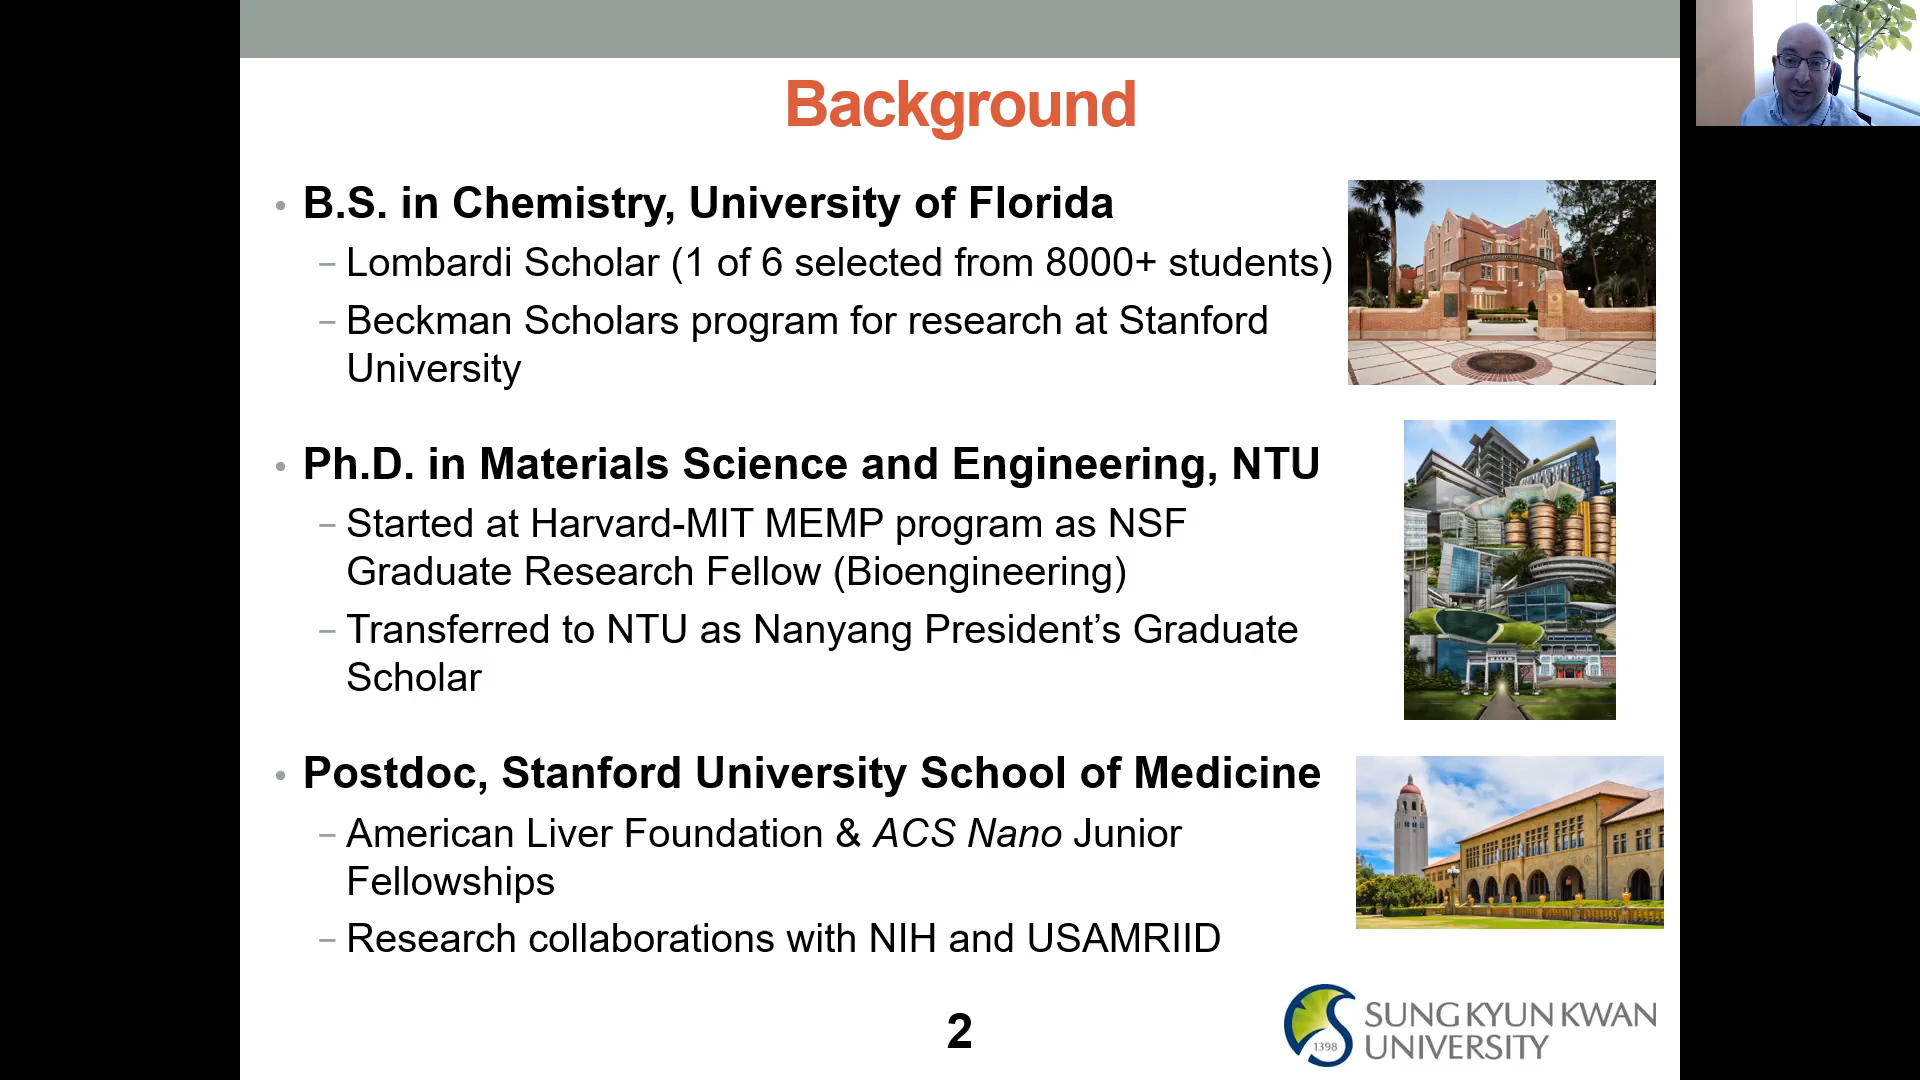 Background
• B.S. in Chemistry, University of Florida
– Lombardi Scholar (1 of 6 selected from 8000+ students)
– Beckman Scholars program for research at Stanford
University
• Ph.D. in Materials Science and Engineering, NTU
– Started at Harvard-MIT MEMP program as NSF
Graduate Research Fellow (Bioengineering)
– Transferred to NTU as Nanyang President’s Graduate
Scholar
• Postdoc, Stanford University School of Medicine
– American Liver Foundation & ACS Nano Junior
Fellowships
– Research collaborations with NIH and USAMRIID
2
1398
SUNG KYUN KWAN
UNIVERSITY